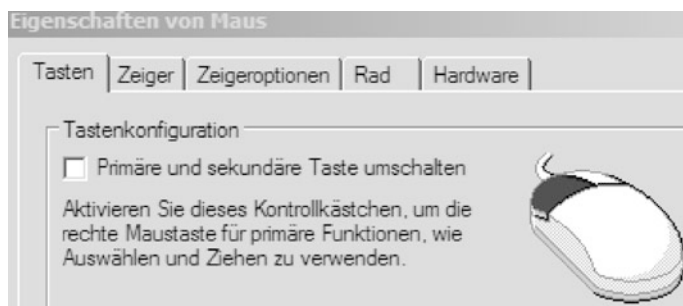 Eigenschaften von Maus
Tasten Zeiger Zeigeroptionen Rad Hardware
Tastenkonfiguration
Primäre und sekundäre Taste umschalten
Aktivieren Sie dieses Kontrollkästchen, um die
rechte Maustaste für primäre Funktionen, wie
Auswählen und Ziehen zu verwenden.